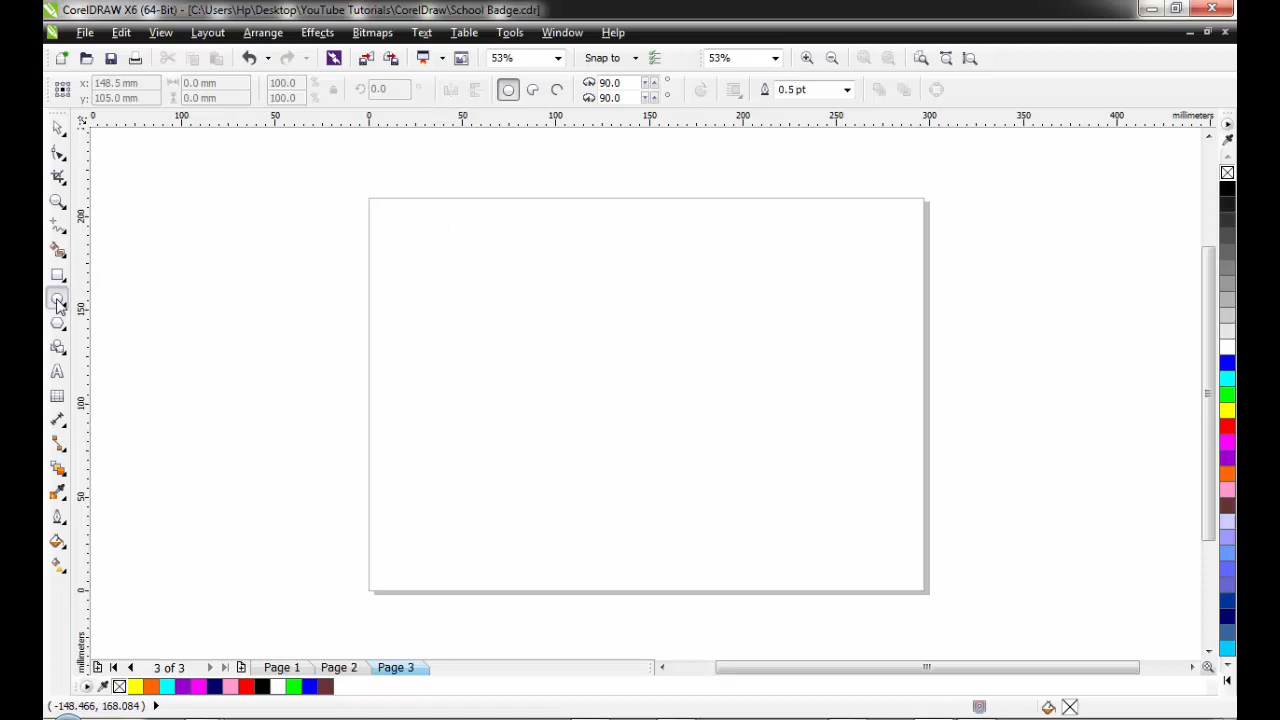 CorelDRAW X6 (64-Bit) - [C:\Users\Hp\Desktop\YouTube Tutorials\CorelDraw\School Badge.cdr]
File Edit View Layout Arrange Effects Bitmaps Text Table Tools Window Help
53% Snap to 53%
x: 148.5 mm 0.0 mm 100.0 % 0.0 ° 90.0 ° 0.5 pt
y: 105.0 mm 0.0 mm 100.0 % 90.0 °
0 100 50 0 50 100 150 200 250 300 350 400 millimeters
200
150
100
50
0
millimeters
3 of 3 Page 1 Page 2 Page 3
( -148.466, 168.084 )
A